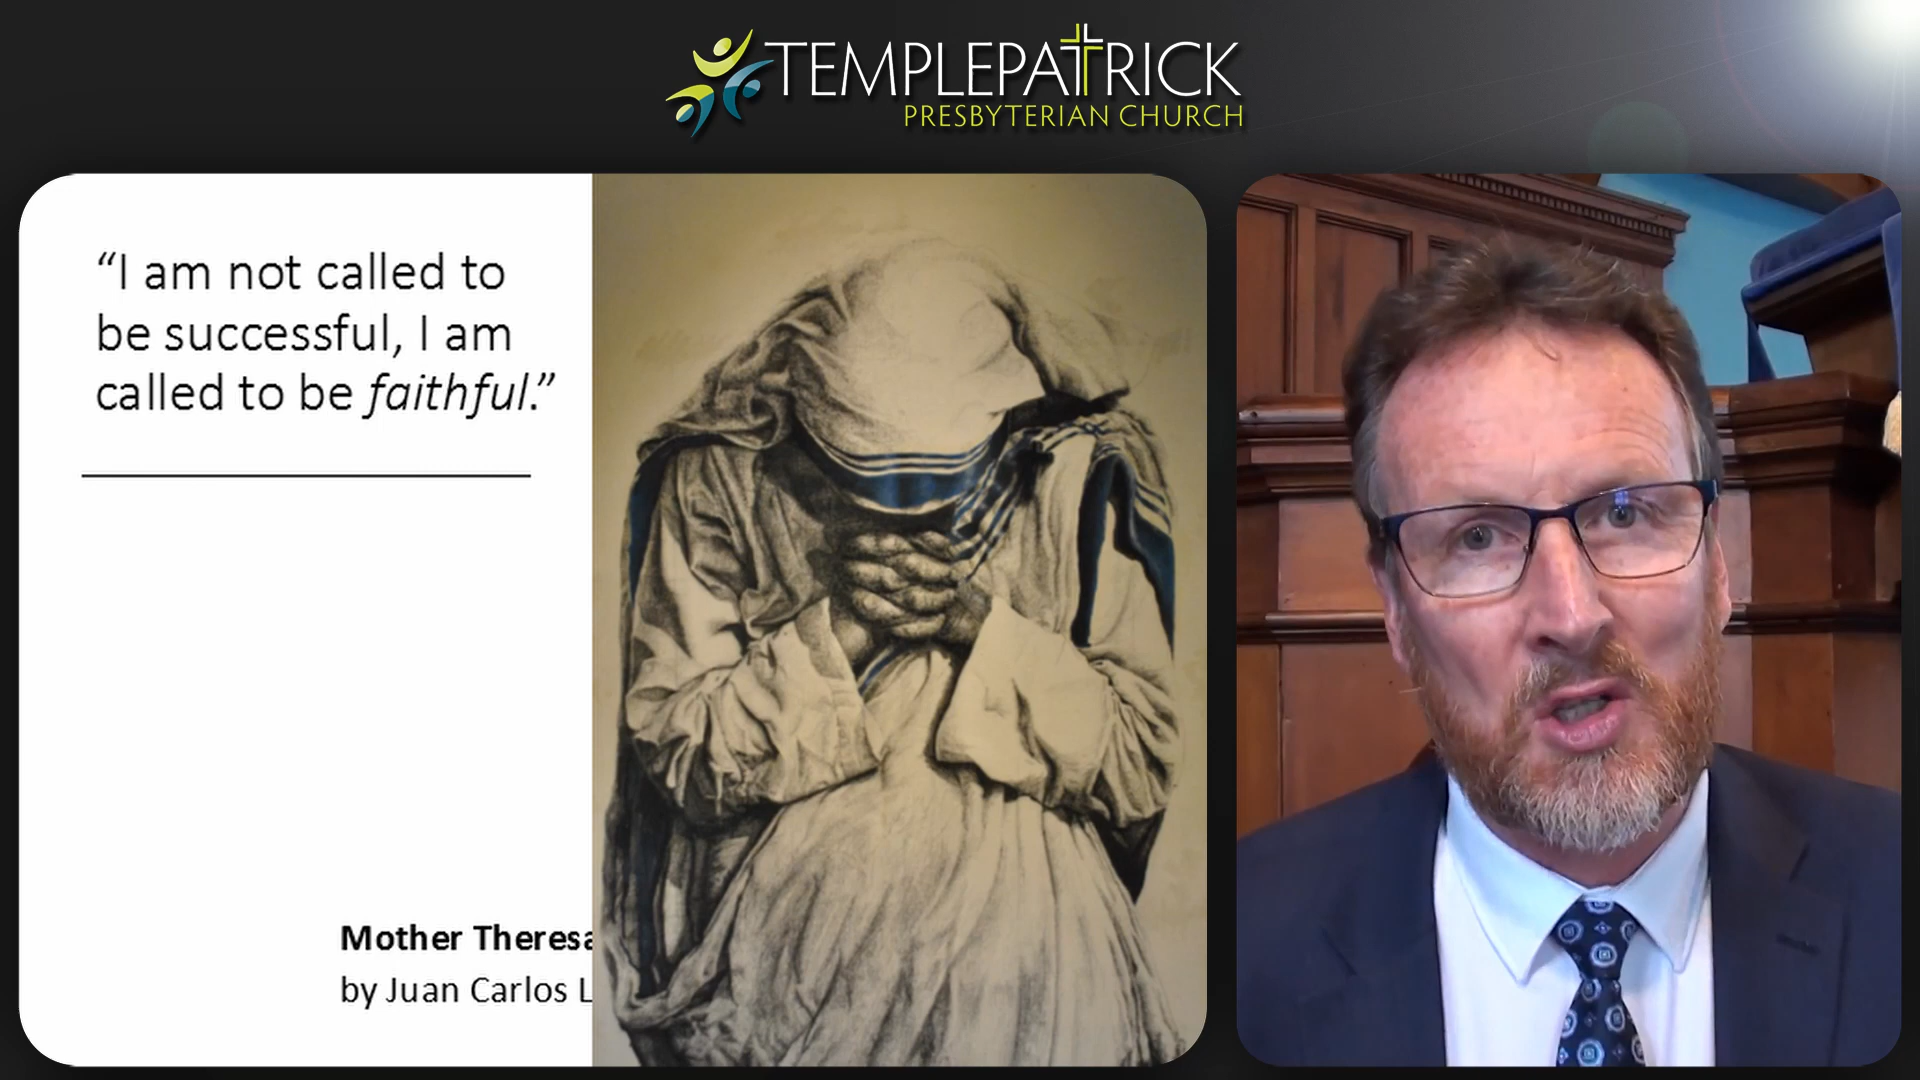 TEMPLEPATRICK
PRESBYTERIAN CHURCH
“I am not called to
be successful, I am
called to be faithful.”
Mother Theresa
by Juan Carlos L